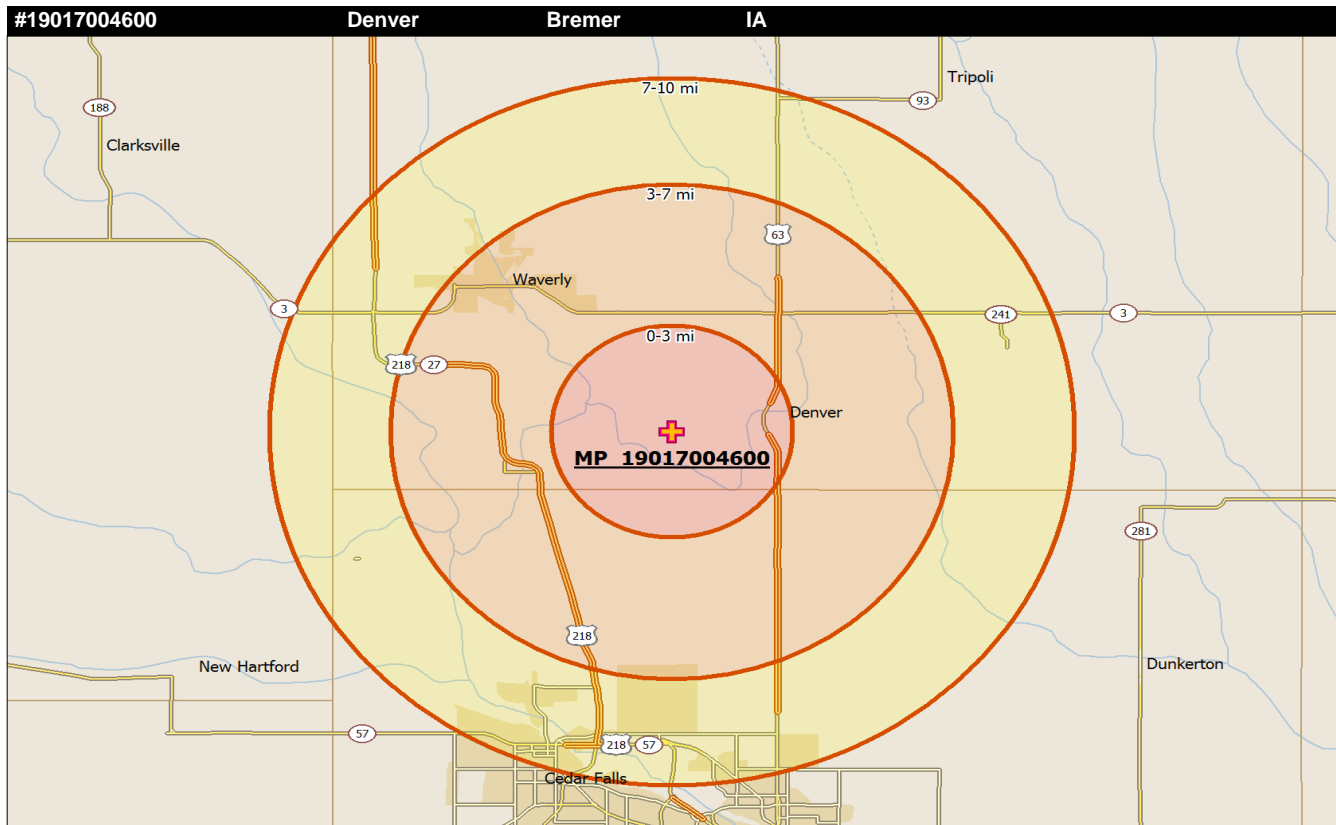 #19017004600 Denver Bremer IA
Tripoli
7-10 mi
93
188
Clarksville
3-7 mi
63
Waverly
3
241
3
0-3 mi
218
27
Denver
MP 19017004600
281
218
New Hartford
Dunkerton
57
218
57
Cedar Falls